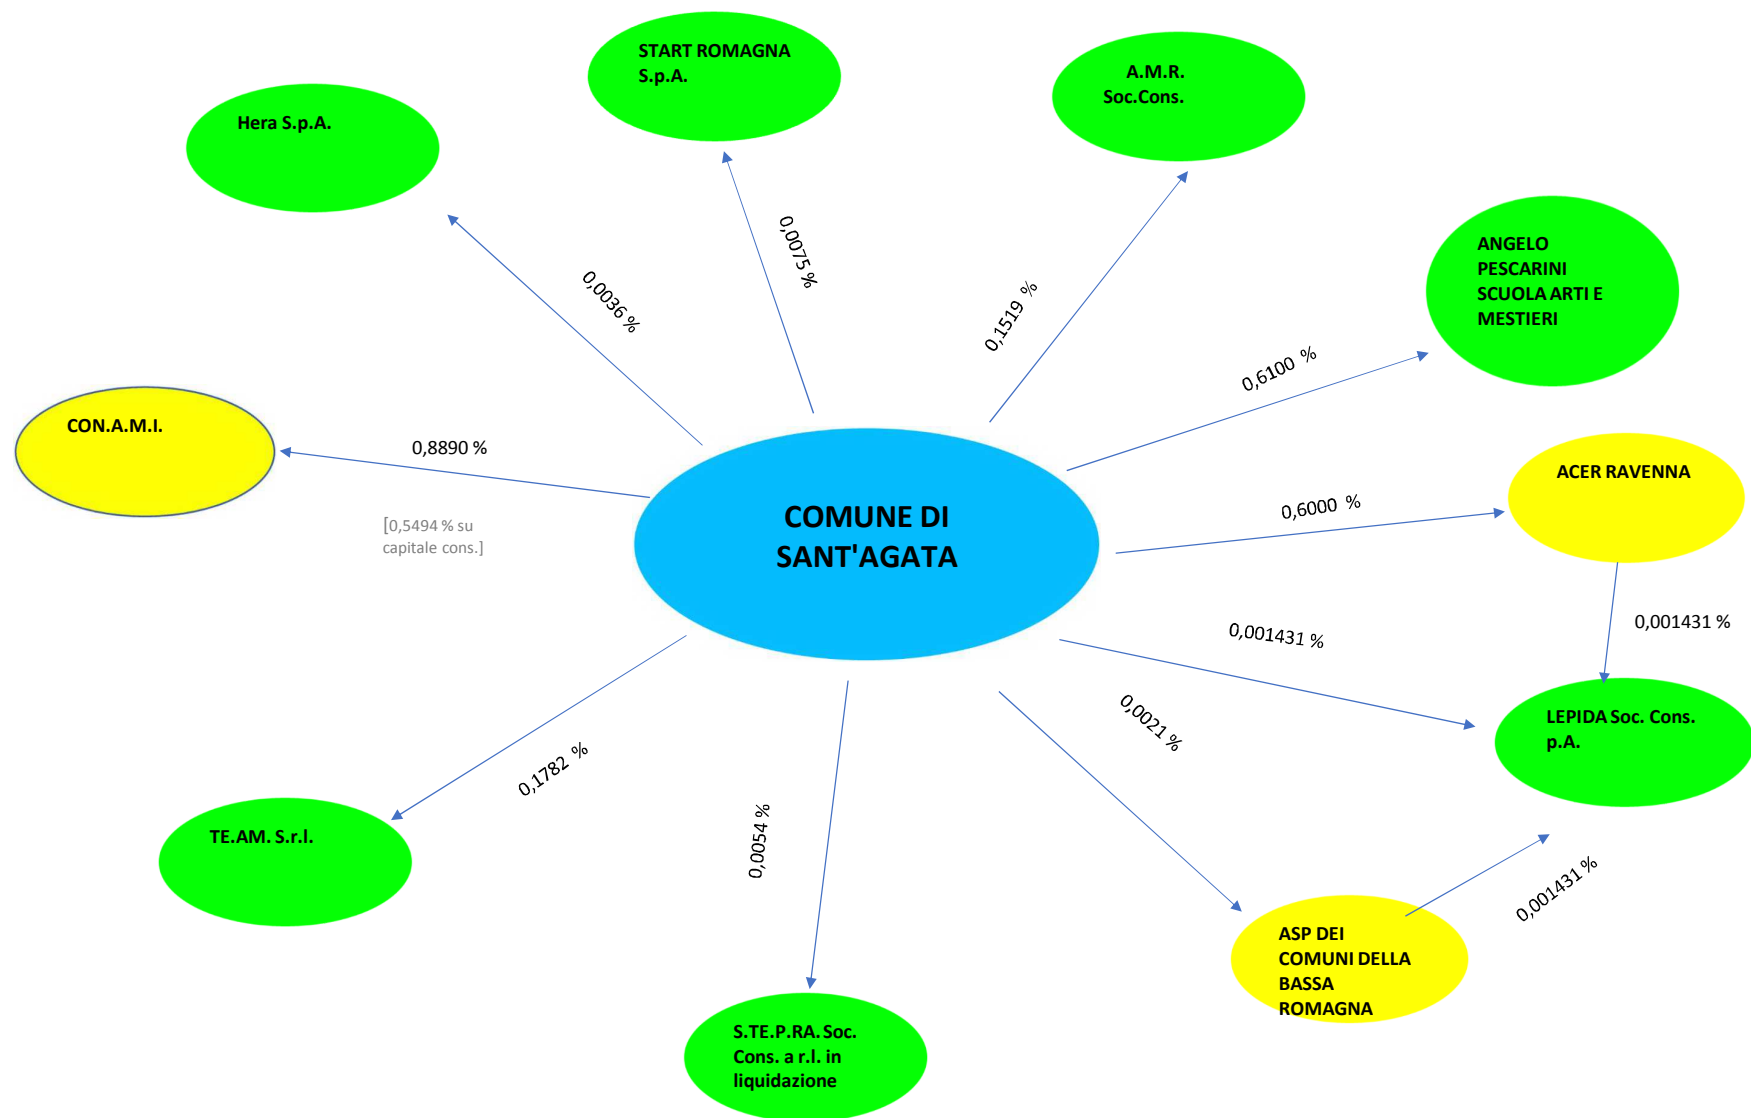 START ROMAGNA
S.p.A.
A.M.R.
Soc.Cons.
Hera S.p.A.
0,0075 %
0,0036 %
0,1519 %
ANGELO
PESCARINI
SCUOLA ARTI E
MESTIERI
0,6100 %
CON.A.M.I.
0,8890 %
[0,5494 % su
capitale cons.]
COMUNE DI
SANT'AGATA
ACER RAVENNA
0,6000 %
0,001431 %
0,001431 %
LEPIDA Soc. Cons.
p.A.
0,0021 %
0,1782 %
TE.AM. S.r.l.
0,0054 %
0,001431 %
ASP DEI
COMUNI DELLA
BASSA
ROMAGNA
S.TE.P.RA. Soc.
Cons. a r.l. in
liquidazione